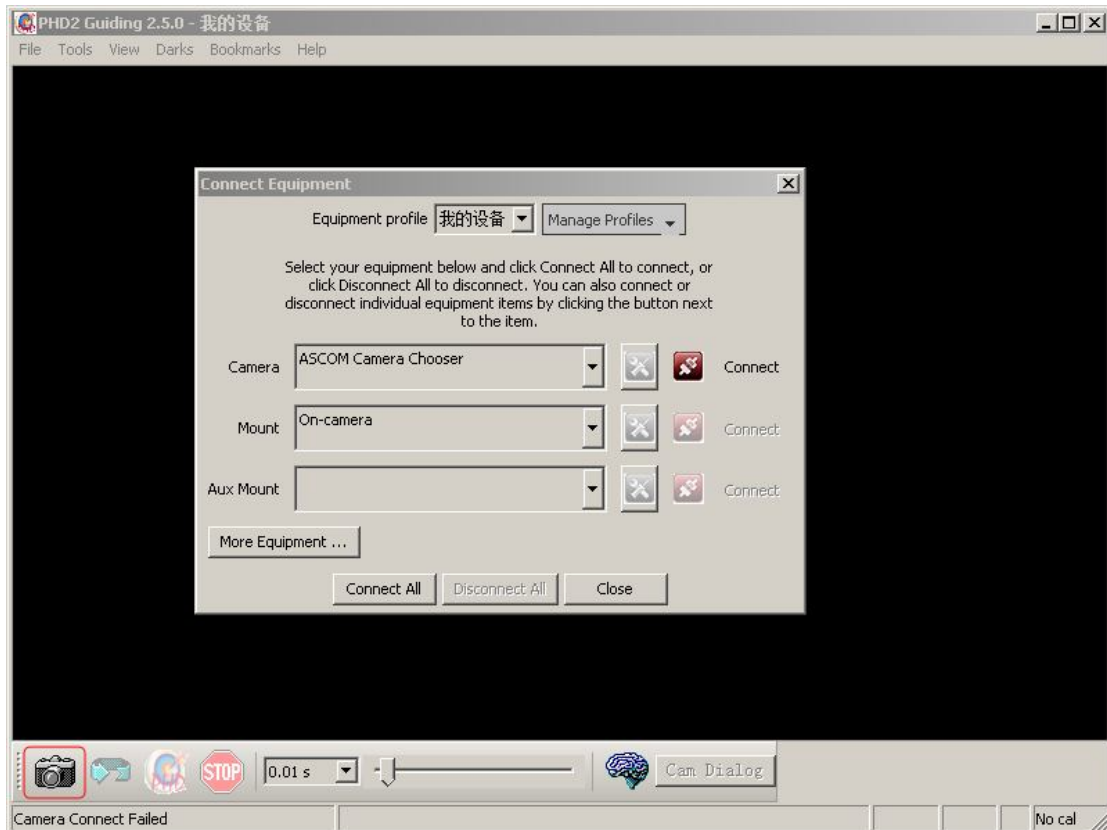 PHD2 Guiding 2.5.0 - 我的设备
File Tools View Darks Bookmarks Help
Connect Equipment
Equipment profile 我的设备 Manage Profiles
Select your equipment below and click Connect All to connect, or
click Disconnect All to disconnect. You can also connect or
disconnect individual equipment items by clicking the button next
to the item.
Camera ASCOM Camera Chooser Connect
Mount On-camera Connect
Aux Mount Connect
More Equipment ...
Connect All Disconnect All Close
STOP 0.01 s Cam Dialog
Camera Connect Failed No cal